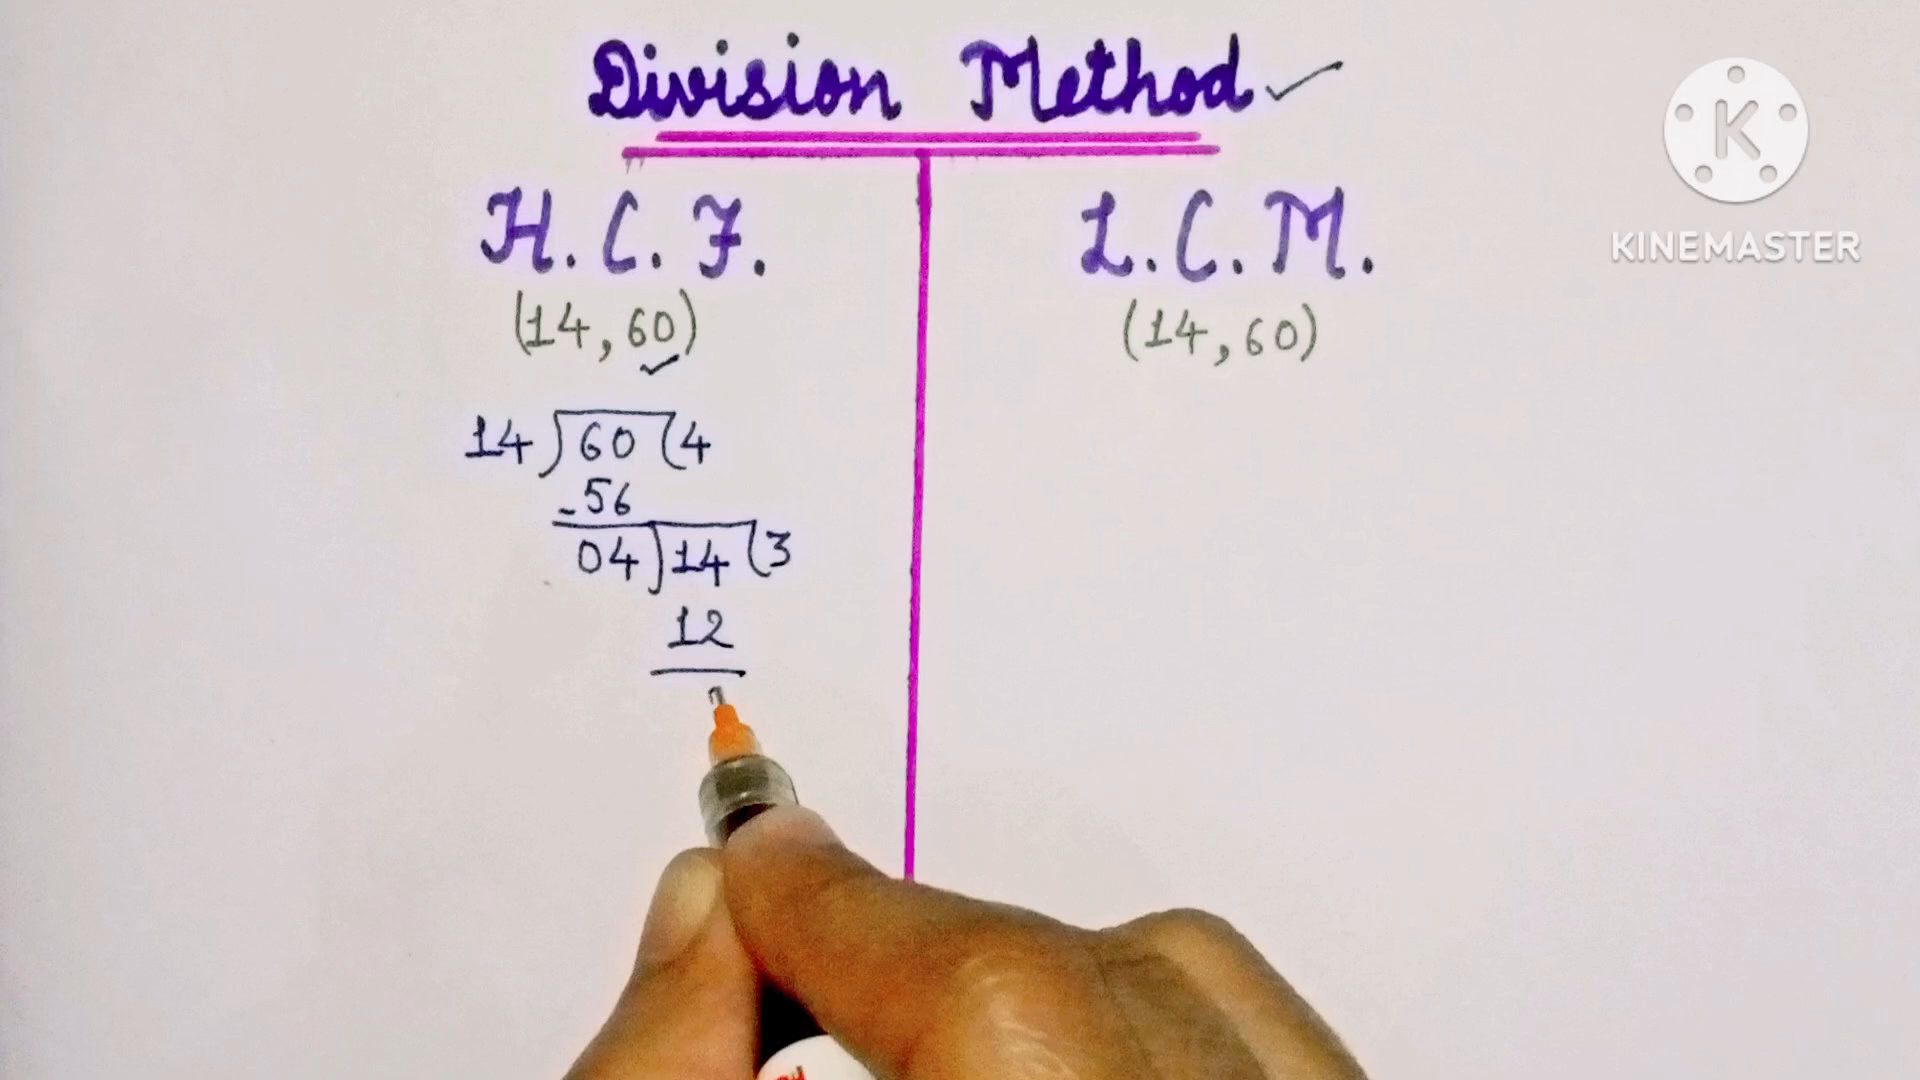 Division Method
H.C.F.
(14, 60)
14)60(4
-56
04)14(3
12
L.C.M.
(14, 60)
K
KINEMASTER